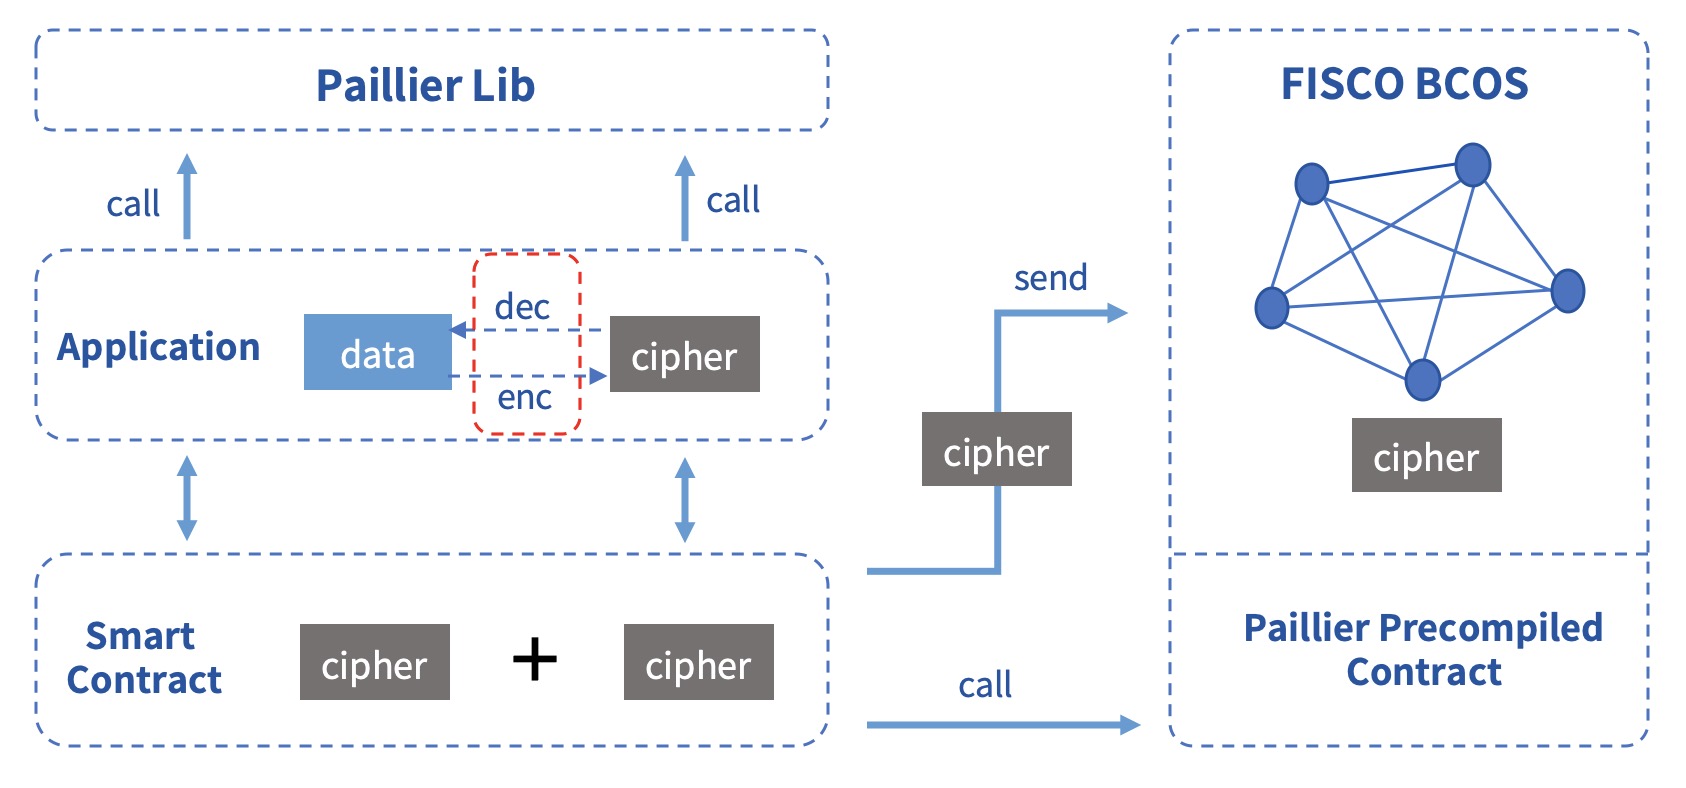 Paillier Lib
call
call
Application
data
dec
enc
cipher
Smart
Contract
cipher
+
cipher
send
cipher
call
FISCO BCOS
cipher
Paillier Precompiled
Contract